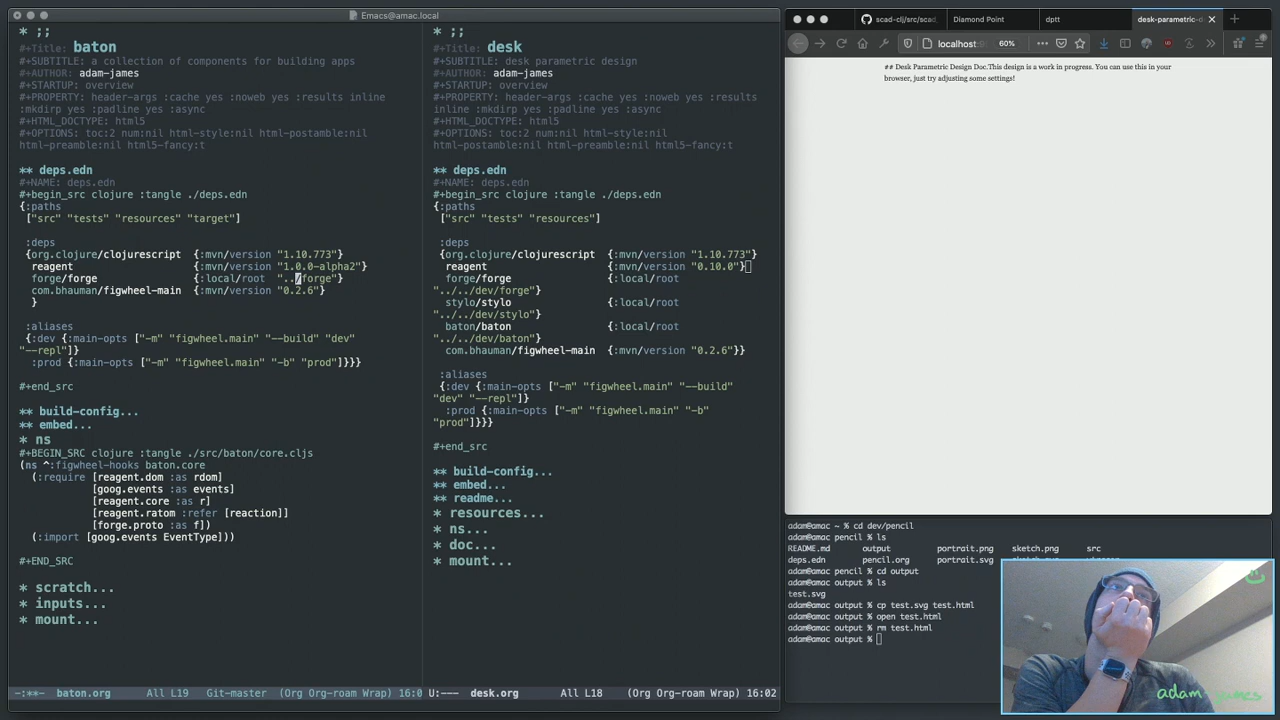 Emacs@amac.local
* ;;
#+Title: baton
#+SUBTITLE: a collection of components for building apps
#+AUTHOR: adam-james
#+STARTUP: overview
#+PROPERTY: header-args :cache yes :noweb yes :results inline
:mkdirp yes :padline yes :async
#+HTML_DOCTYPE: html5
#+OPTIONS: toc:2 num:nil html-style:nil html-postamble:nil
html-preamble:nil html5-fancy:t
** deps.edn
#+NAME: deps.edn
#+begin_src clojure :tangle ./deps.edn
{:paths
["src" "tests" "resources" "target"]
:deps
{org.clojure/clojurescript {:mvn/version "1.10.773"}
reagent {:mvn/version "1.0.0-alpha2"}
forge/forge {:local/root "../forge"}
com.bhauman/figwheel-main {:mvn/version "0.2.6"}
}
:aliases
{:dev {:main-opts ["-m" "figwheel.main" "--build" "dev"
"--repl"]}
:prod {:main-opts ["-m" "figwheel.main" "-b" "prod"]}}}
#+end_src
** build-config...
** embed...
* ns
#+BEGIN_SRC clojure :tangle ./src/baton/core.cljs
(ns ^:figwheel-hooks baton.core
(:require [reagent.dom :as rdom]
[goog.events :as events]
[reagent.core :as r]
[reagent.ratom :refer [reaction]]
[forge.proto :as f])
(:import [goog.events EventType]))
#+END_SRC
* scratch...
* inputs...
* mount...
-:**- baton.org All L19 Git-master (Org Org-roam Wrap) 16:0
* ;;
#+Title: desk
#+SUBTITLE: desk parametric design
#+AUTHOR: adam-james
#+STARTUP: overview
#+PROPERTY: header-args :cache yes :noweb yes :results
inline :mkdirp yes :padline yes :async
#+HTML_DOCTYPE: html5
#+OPTIONS: toc:2 num:nil html-style:nil
html-postamble:nil html-preamble:nil html5-fancy:t
** deps.edn
#+NAME: deps.edn
#+begin_src clojure :tangle ./deps.edn
{:paths
["src" "tests" "resources"]
:deps
{org.clojure/clojurescript {:mvn/version "1.10.773"}
reagent {:mvn/version "0.10.0"}
forge/forge {:local/root
"../../dev/forge"}
stylo/stylo {:local/root
"../../dev/stylo"}
baton/baton {:local/root
"../../dev/baton"}
com.bhauman/figwheel-main {:mvn/version "0.2.6"}}
:aliases
{:dev {:main-opts ["-m" "figwheel.main" "--build"
"dev" "--repl"]}
:prod {:main-opts ["-m" "figwheel.main" "-b"
"prod"]}}}
#+end_src
** build-config...
** embed...
** readme...
* resources...
* ns...
* doc...
* mount...
U:--- desk.org All L18 (Org Org-roam Wrap) 16:02
scad-clj/src/scad_ Diamond Point dptt desk-parametric-d
localhost:9 60%
## Desk Parametric Design Doc.This design is a work in progress. You can use this in your
browser, just try adjusting some settings!
adam@amac ~ % cd dev/pencil
adam@amac pencil % ls
README.md output portrait.png sketch.png src
deps.edn pencil.org portrait.svg
adam@amac pencil % cd output
adam@amac output % ls
test.svg
adam@amac output % cp test.svg test.html
adam@amac output % open test.html
adam@amac output % rm test.html
adam@amac output %
adam-james